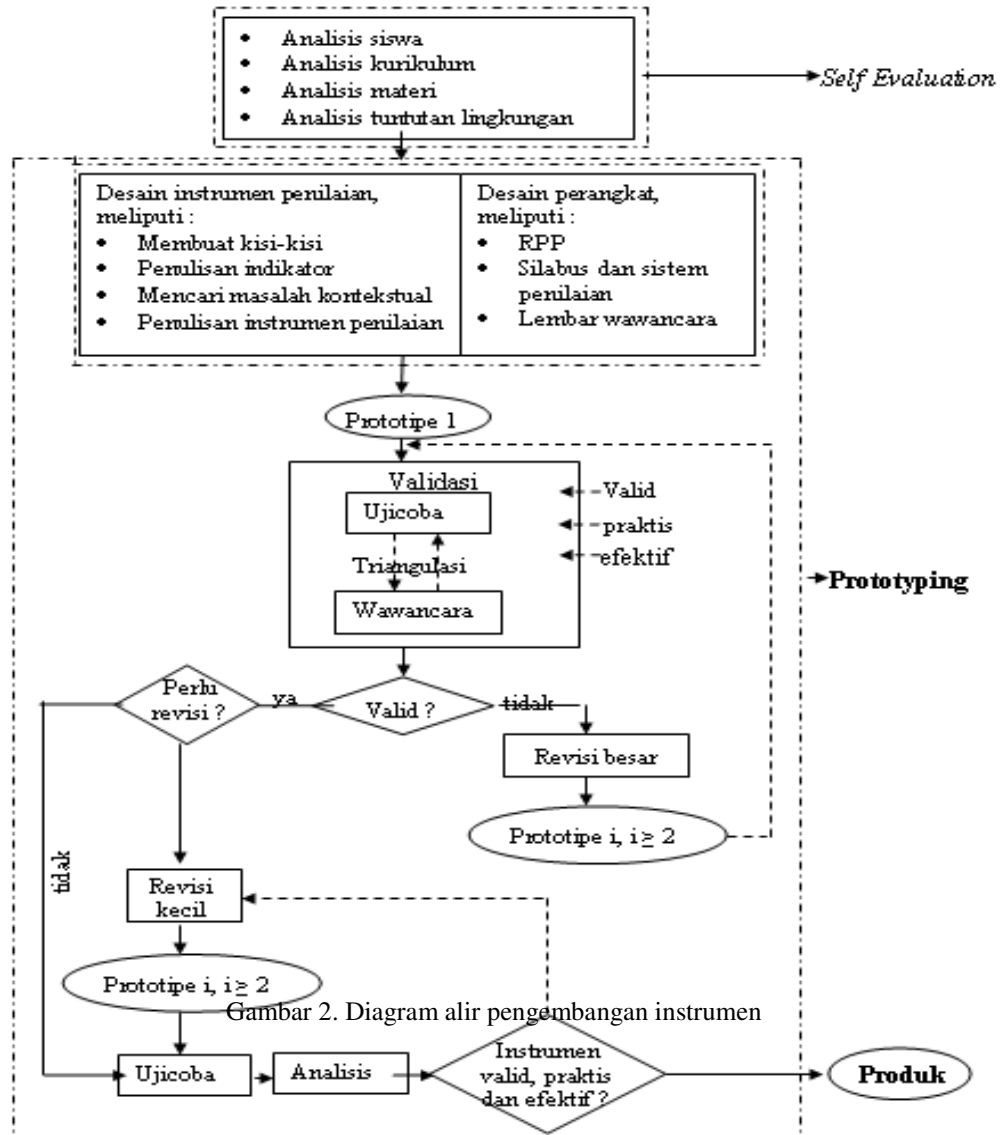 • Analisis siswa
• Analisis kurikulum
• Analisis materi
• Analisis tuntutan lingkungan
Self Evaluation
Desain instrumen penilaian,
meliputi :
• Membuat kisi-kisi
• Penulisan indikator
• Mencari masalah kontekstual
• Penulisan instrumen penilaian
Desain perangkat,
meliputi :
• RPP
• Silabus dan sistem
penilaian
• Lembar wawancara
Prototipe 1
Validasi
Ujicoba
Triangulasi
Wawancara
Valid
praktis
efektif
Prototyping
Perlu
revisi ?
ya
Valid ?
tidak
Revisi besar
Prototipe i, i ≥ 2
tidak
Revisi
kecil
Prototipe i, i ≥ 2
Gambar 2. Diagram alir pengembangan instrumen
Ujicoba
Analisis
Instrumen
valid, praktis
dan efektif ?
Produk